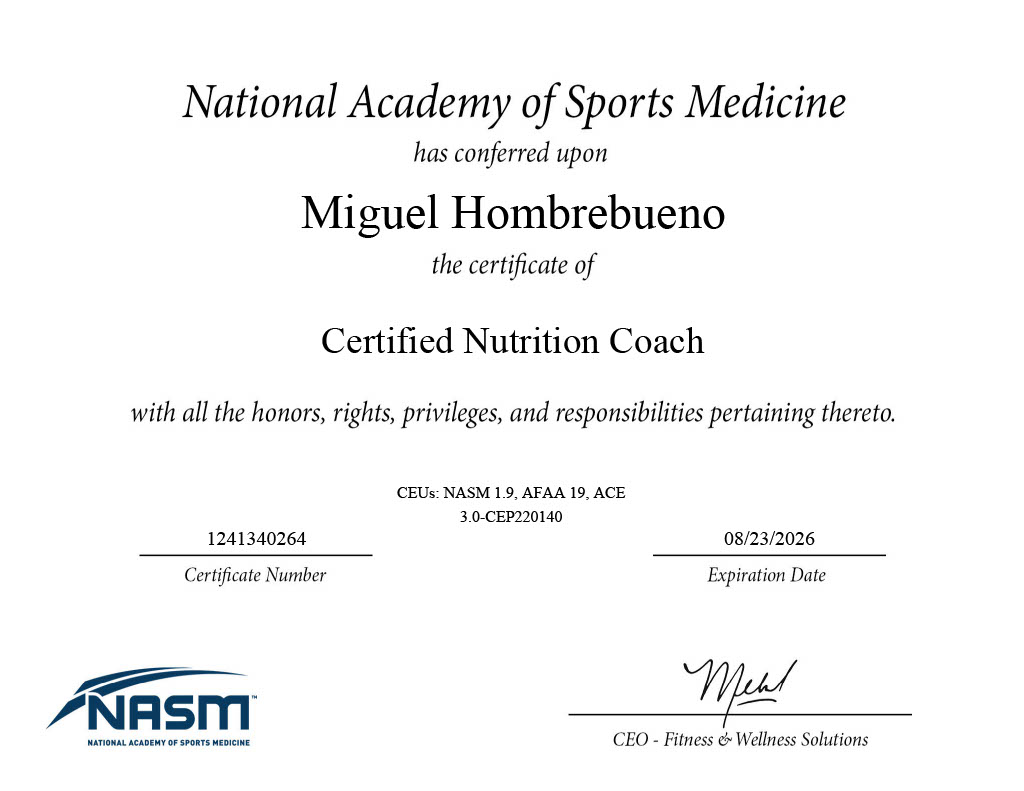 National Academy of Sports Medicine
has conferred upon
Miguel Hombrebueno
the certificate of
Certified Nutrition Coach
with all the honors, rights, privileges, and responsibilities pertaining thereto.
CEUs: NASM 1.9, AFAA 19, ACE
3.0-CEP220140
1241340264
Certificate Number
08/23/2026
Expiration Date
NASM™
NATIONAL ACADEMY OF SPORTS MEDICINE
CEO - Fitness & Wellness Solutions